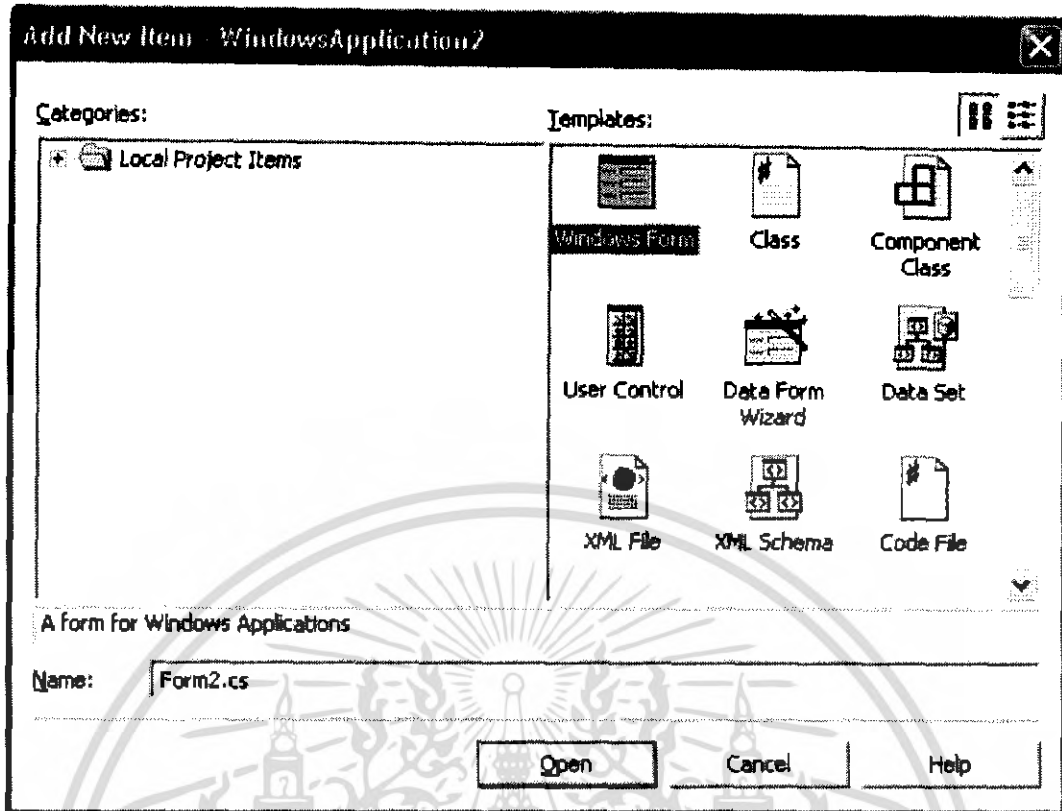 Add New Item - WindowsApplication2
Categories:
Templates:
Local Project Items
Windows Form
Class
Component
Class
User Control
Data Form
Wizard
Data Set
XML File
XML Schema
Code File
A form for Windows Applications
Name:
Form2.cs
Open
Cancel
Help